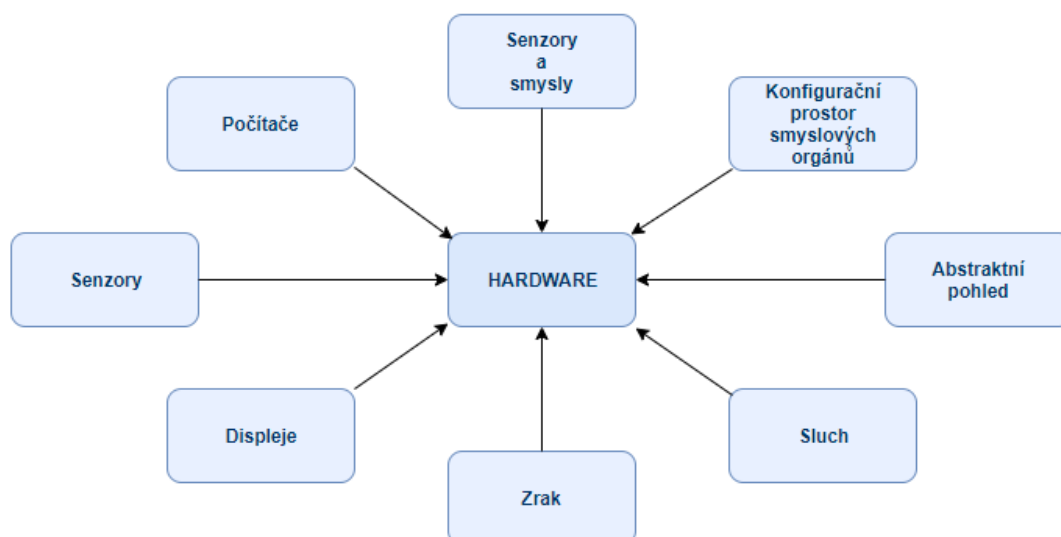 Senzory
a
smysly
Počítače
Konfigurační
prostor
smyslových
orgánů
Senzory
HARDWARE
Abstraktní
pohled
Displeje
Zrak
Sluch